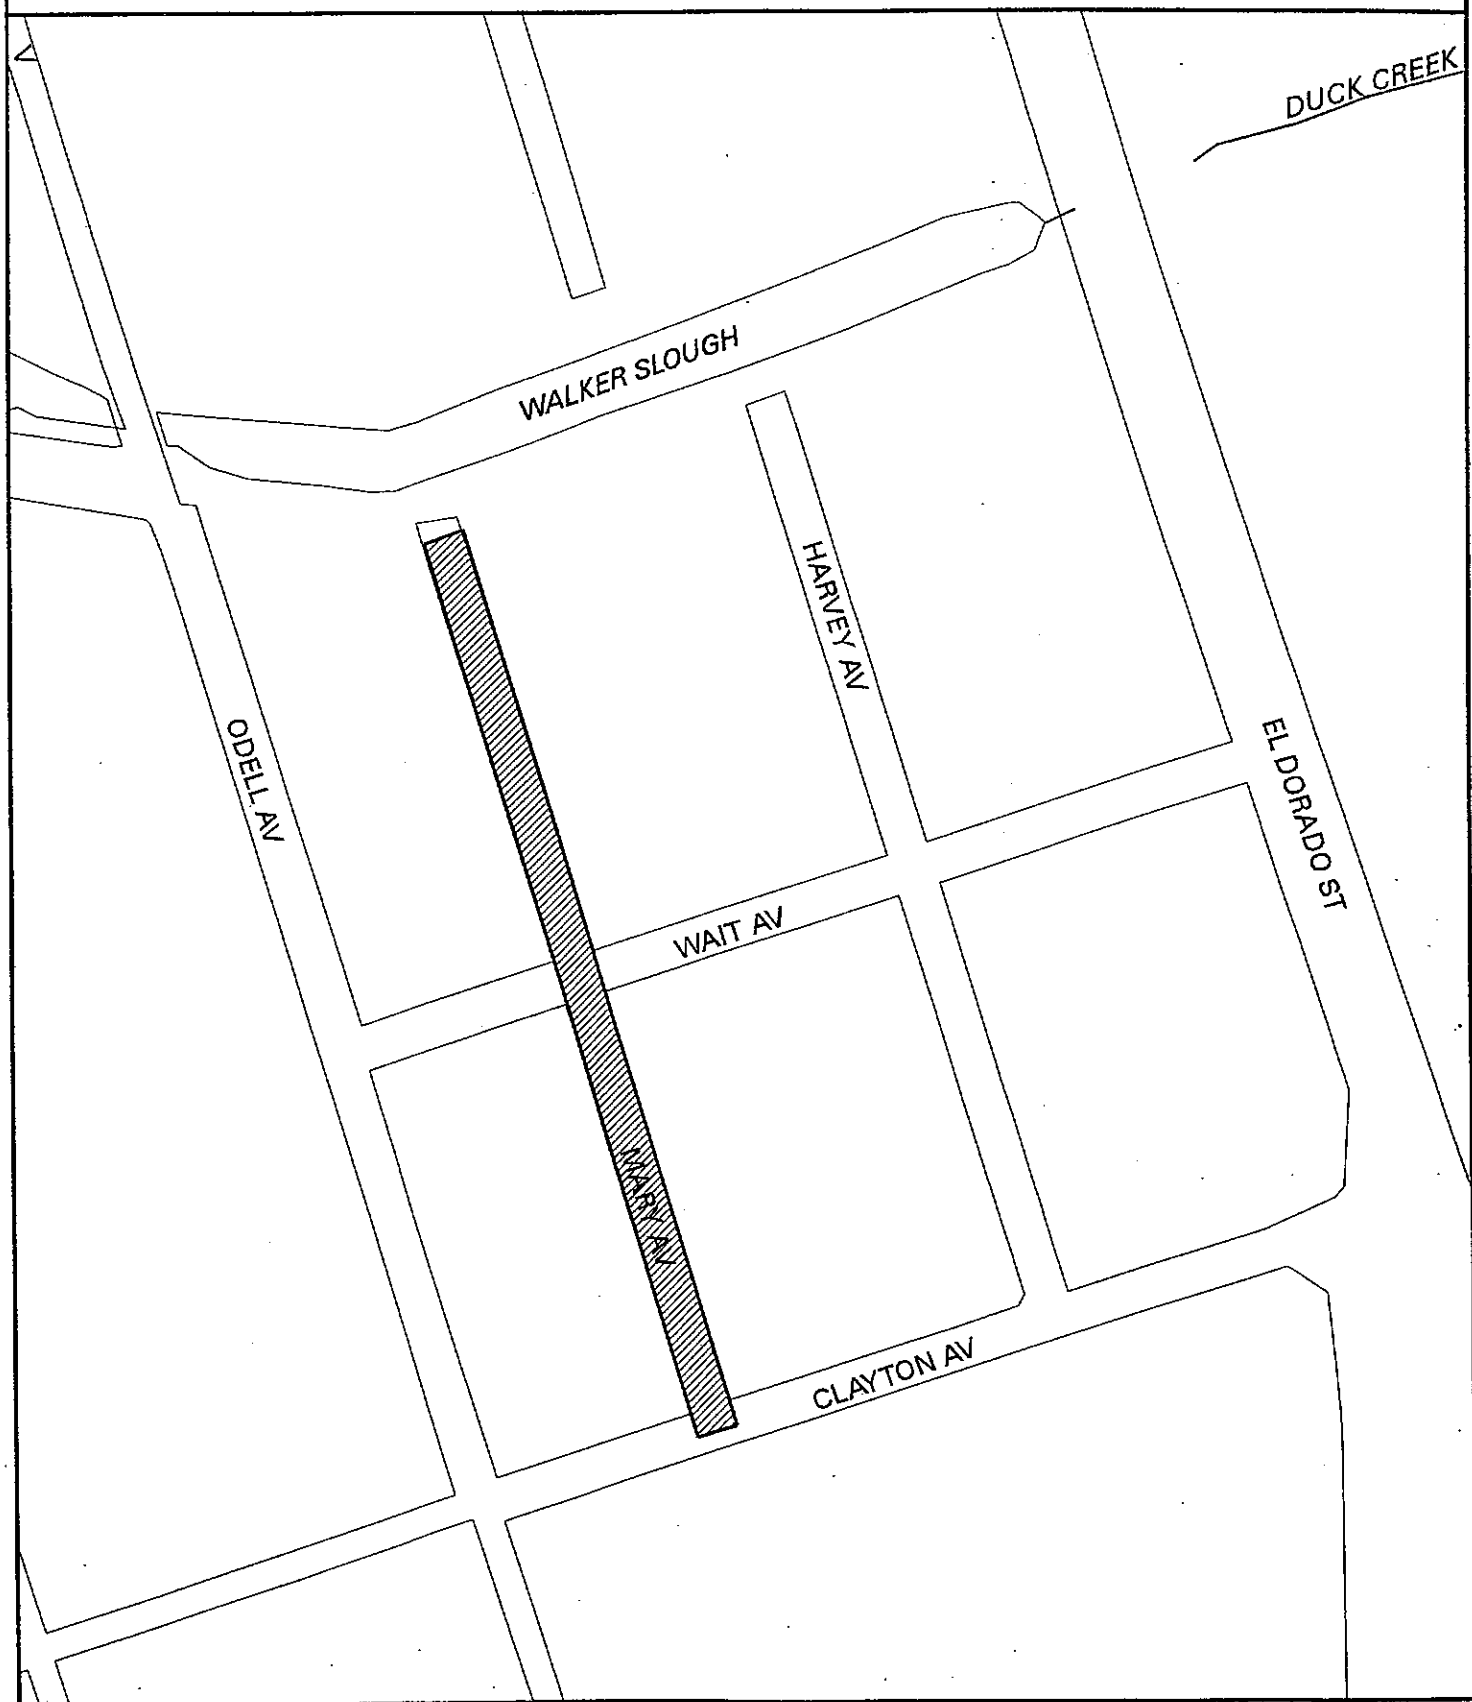 DUCK CREEK
WALKER SLOUGH
HARVEY AV
ODELL AV
EL DORADO ST
WAIT AV
MARY AV
CLAYTON AV